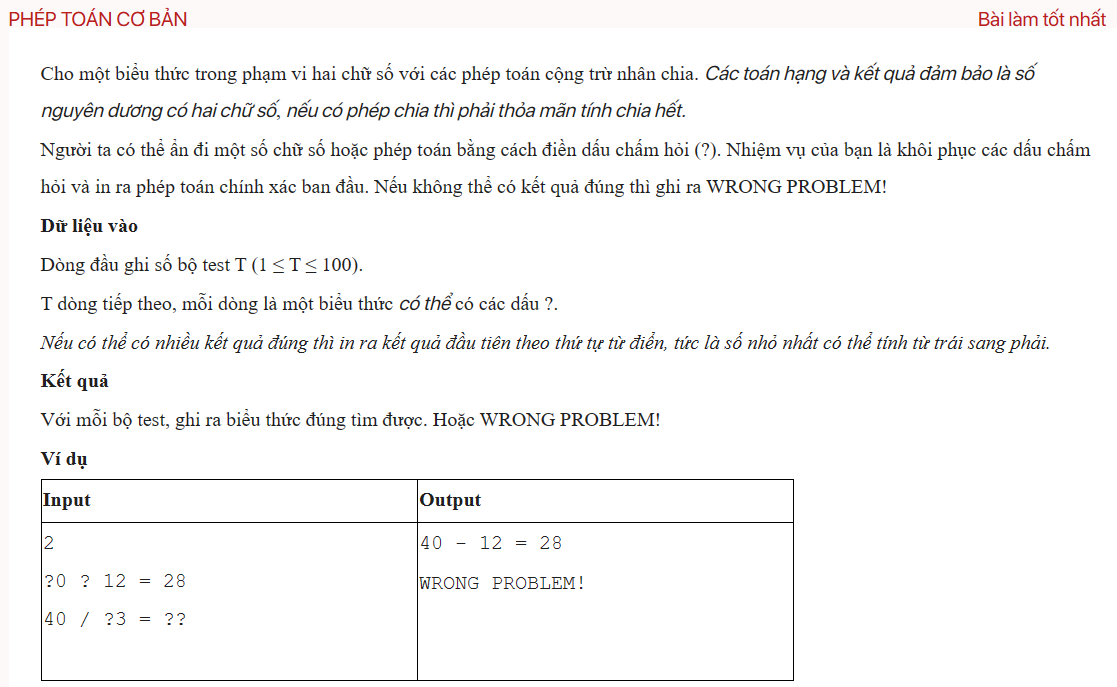 PHÉP TOÁN CƠ BẢN
Bài làm tốt nhất
Cho một biểu thức trong phạm vi hai chữ số với các phép toán cộng trừ nhân chia. Các toán hạng và kết quả đảm bảo là số
nguyên dương có hai chữ số, nếu có phép chia thì phải thỏa mãn tính chia hết.
Người ta có thể ẩn đi một số chữ số hoặc phép toán bằng cách điền dấu chấm hỏi (?). Nhiệm vụ của bạn là khôi phục các dấu chấm
hỏi và in ra phép toán chính xác ban đầu. Nếu không thể có kết quả đúng thì ghi ra WRONG PROBLEM!
Dữ liệu vào
Dòng đầu ghi số bộ test T (1 ≤ T ≤ 100).
T dòng tiếp theo, mỗi dòng là một biểu thức có thể có các dấu ?.
Nếu có thể có nhiều kết quả đúng thì in ra kết quả đầu tiên theo thứ tự từ điển, tức là số nhỏ nhất có thể tính từ trái sang phải.
Kết quả
Với mỗi bộ test, ghi ra biểu thức đúng tìm được. Hoặc WRONG PROBLEM!
Ví dụ
Input
Output
2
?0 ? 12 = 28
40 / ?3 = ??
40 - 12 = 28
WRONG PROBLEM!